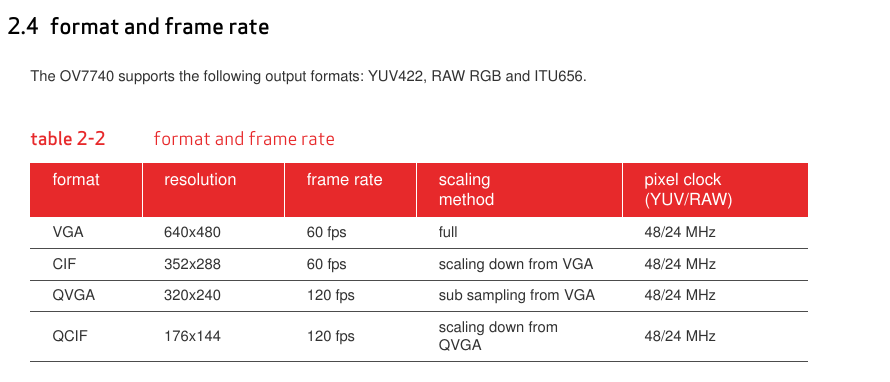 2.4 format and frame rate
The OV7740 supports the following output formats: YUV422, RAW RGB and ITU656.
table 2-2 format and frame rate
format resolution frame rate scaling method pixel clock (YUV/RAW)
VGA 640x480 60 fps full 48/24 MHz
CIF 352x288 60 fps scaling down from VGA 48/24 MHz
QVGA 320x240 120 fps sub sampling from VGA 48/24 MHz
QCIF 176x144 120 fps scaling down from QVGA 48/24 MHz